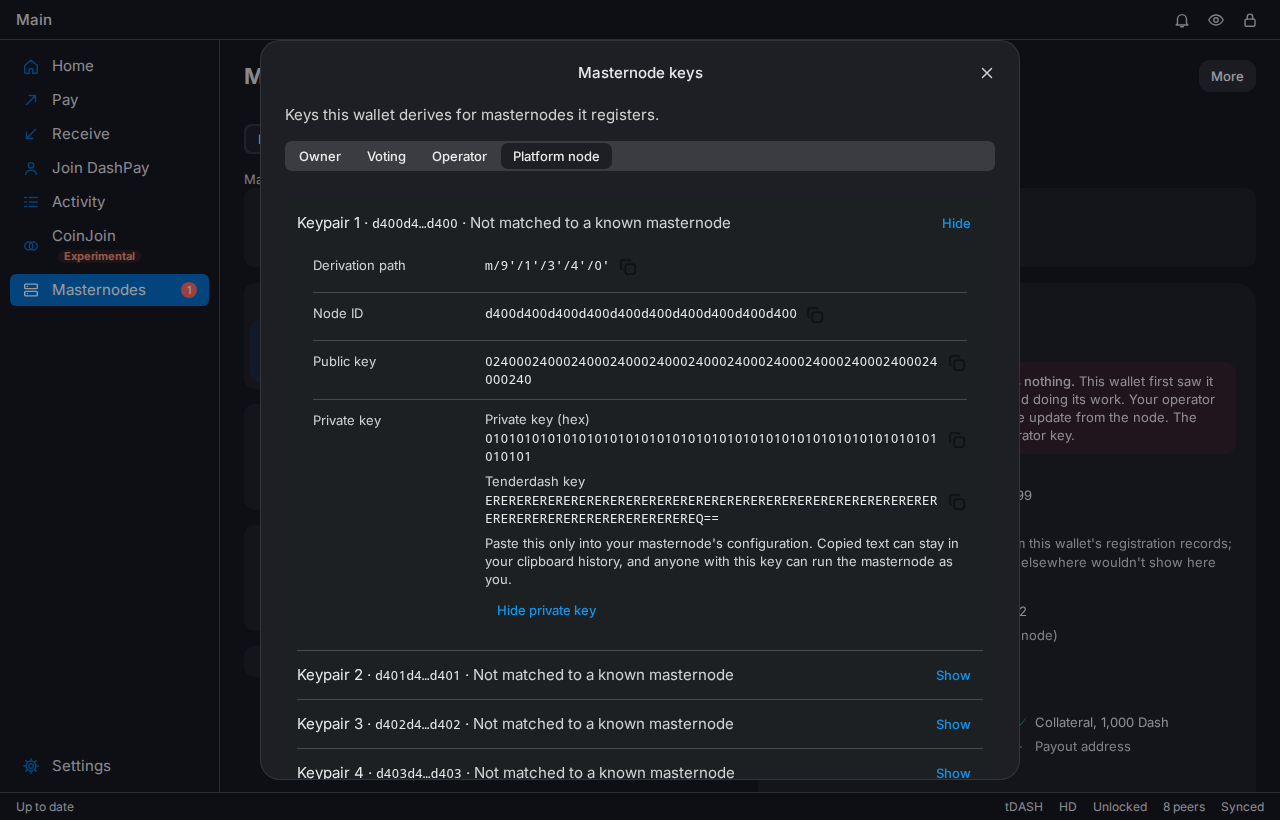 Main
Home
Pay
Receive
Join DashPay
Activity
CoinJoin
Experimental
Masternodes
1
Settings
More
Masternode keys
Keys this wallet derives for masternodes it registers.
Owner
Voting
Operator
Platform node
Keypair 1 · d400d4…d400 · Not matched to a known masternode
Hide
Derivation path
m/9'/1'/3'/4'/0'
Node ID
d400d400d400d400d400d400d400d400d400d400
Public key
0240002400024000240002400024000240002400024000240002400024
000240
Private key
Private key (hex)
0101010101010101010101010101010101010101010101010101010101
010101
Tenderdash key
ERERERERERERERERERERERERERERERERERERERERERERERERERERERERER
ERERERERERERERERERERERERERQ==
Paste this only into your masternode's configuration. Copied text can stay in
your clipboard history, and anyone with this key can run the masternode as
you.
Hide private key
Keypair 2 · d401d4…d401 · Not matched to a known masternode
Show
Keypair 3 · d402d4…d402 · Not matched to a known masternode
Show
Keypair 4 · d403d4…d403 · Not matched to a known masternode
Show
nothing. This wallet first saw it
d doing its work. Your operator
update from the node. The
key.
99
this wallet's registration records;
elsewhere wouldn't show here
2
node)
Collateral, 1,000 Dash
Payout address
Up to date
tDASH
HD
Unlocked
8 peers
Synced